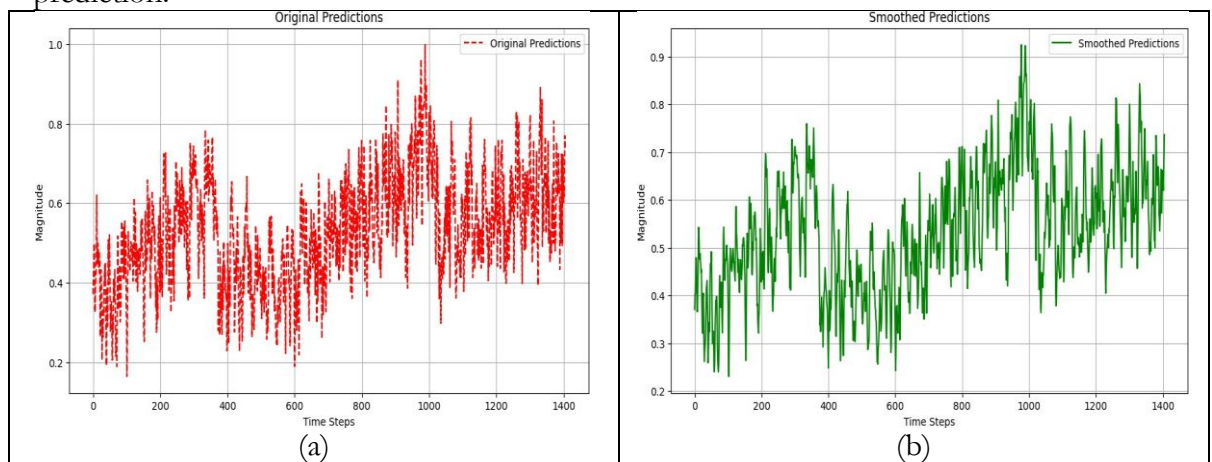 prediction.
Original Predictions
Original Predictions
1.0
0.8
0.6
0.4
0.2
Magnitude
0 200 400 600 800 1000 1200 1400
Time Steps
(a)
Smoothed Predictions
Smoothed Predictions
0.9
0.8
0.7
0.6
0.5
0.4
0.3
0.2
Magnitude
0 200 400 600 800 1000 1200 1400
Time Steps
(b)